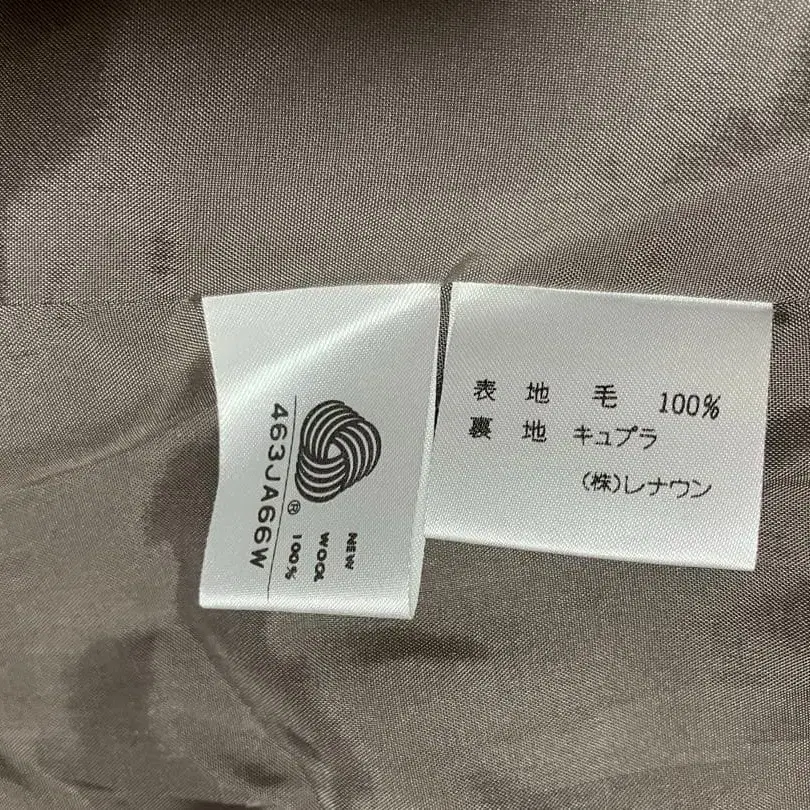 463JA66W
®
NEW
WOOL
100%
表地 毛 100%
裏地 キュプラ
(株)レナウン